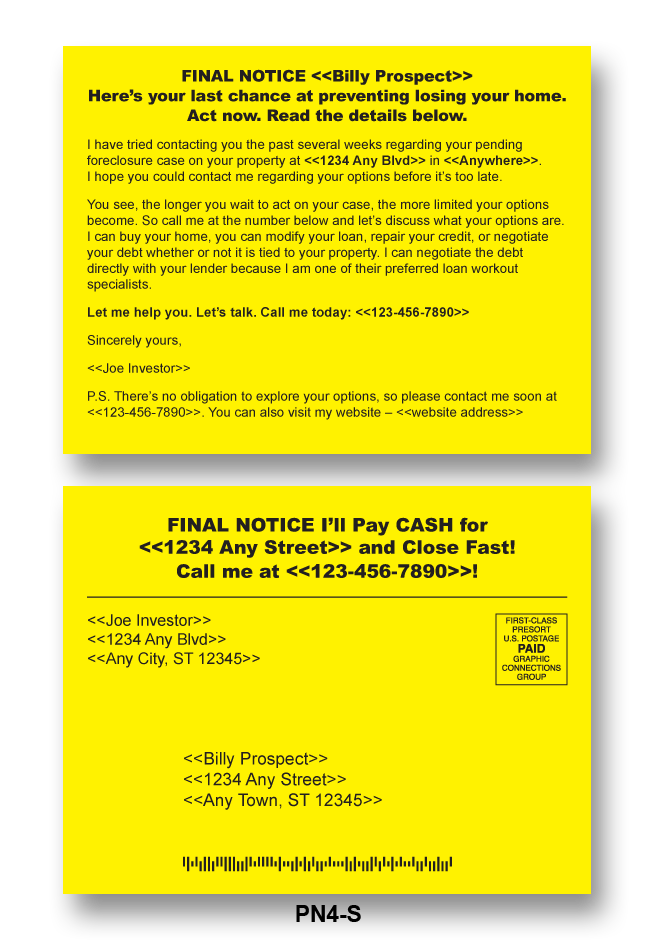 FINAL NOTICE <<Billy Prospect>>
Here's your last chance at preventing losing your home.
Act now. Read the details below.
I have tried contacting you the past several weeks regarding your pending
foreclosure case on your property at <<1234 Any Blvd>> in <<Anywhere>>.
I hope you could contact me regarding your options before it's too late.
You see, the longer you wait to act on your case, the more limited your options
become. So call me at the number below and let's discuss what your options are.
I can buy your home, you can modify your loan, repair your credit, or negotiate
your debt whether or not it is tied to your property. I can negotiate the debt
directly with your lender because I am one of their preferred loan workout
specialists.
Let me help you. Let's talk. Call me today: <<123-456-7890>>
Sincerely yours,
<<Joe Investor>>
P.S. There's no obligation to explore your options, so please contact me soon at
<<123-456-7890>>. You can also visit my website – <<website address>>
FINAL NOTICE I'll Pay CASH for
<<1234 Any Street>> and Close Fast!
Call me at <<123-456-7890>>!
<<Joe Investor>>
<<1234 Any Blvd>>
<<Any City, ST 12345>>
FIRST-CLASS
PRESORT
U.S. POSTAGE
PAID
GRAPHIC
CONNECTIONS
GROUP
<<Billy Prospect>>
<<1234 Any Street>>
<<Any Town, ST 12345>>
PN4-S